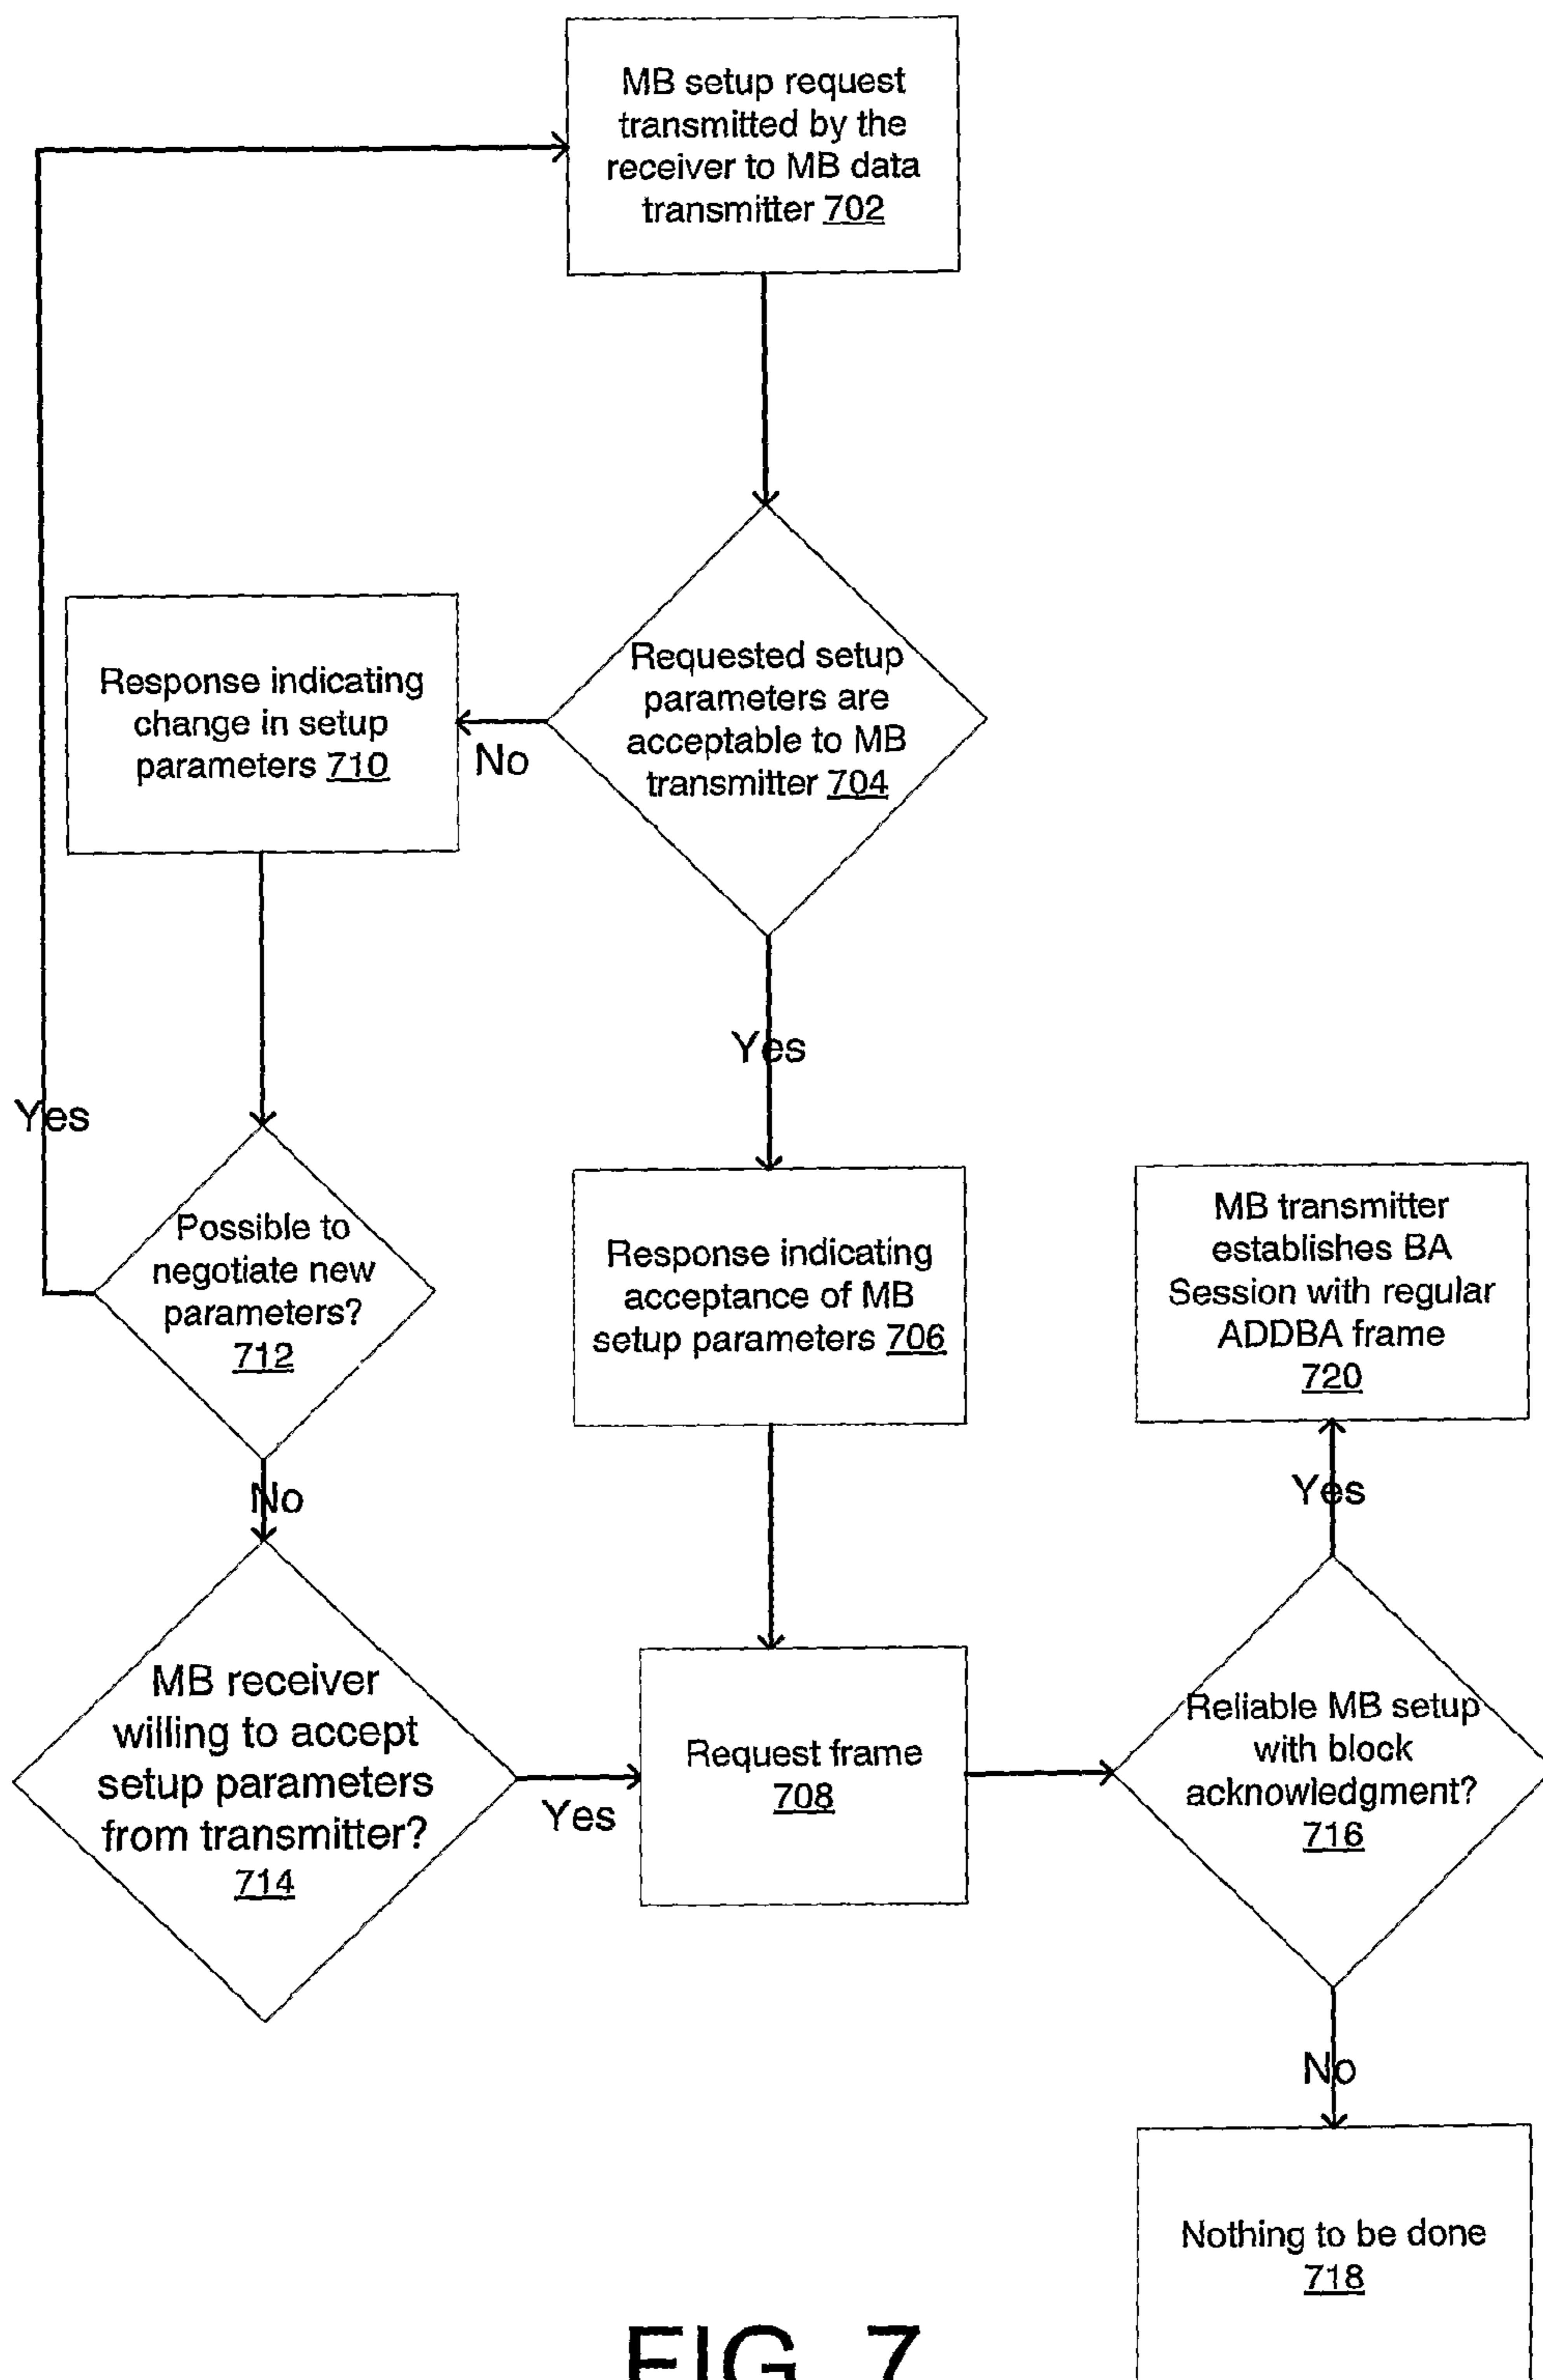 MB setup request
transmitted by the
receiver to MB data
transmitter 702
Requested setup
parameters are
acceptable to MB
transmitter 704
No
Response indicating
change in setup
parameters 710
Yes
Yes
Possible to
negotiate new
parameters?
712
Response indicating
acceptance of MB
setup parameters 706
MB transmitter
establishes BA
Session with regular
ADDBA frame
720
No
Yes
MB receiver
willing to accept
setup parameters
from transmitter?
714
Yes
Request frame
708
Reliable MB setup
with block
acknowledgment?
716
No
Nothing to be done
718
FIG. 7